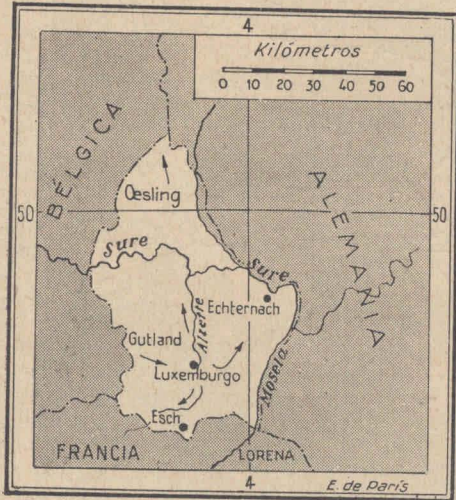 4
Kilómetros
0 10 20 30 40 50 60
BÉLGICA
ALEMANIA
Œsling
50
50
Sure
Sure
Echternach
Alzette
Gutland
Luxemburgo
Mosela
Esch
FRANCIA
LORENA
4
E. de París